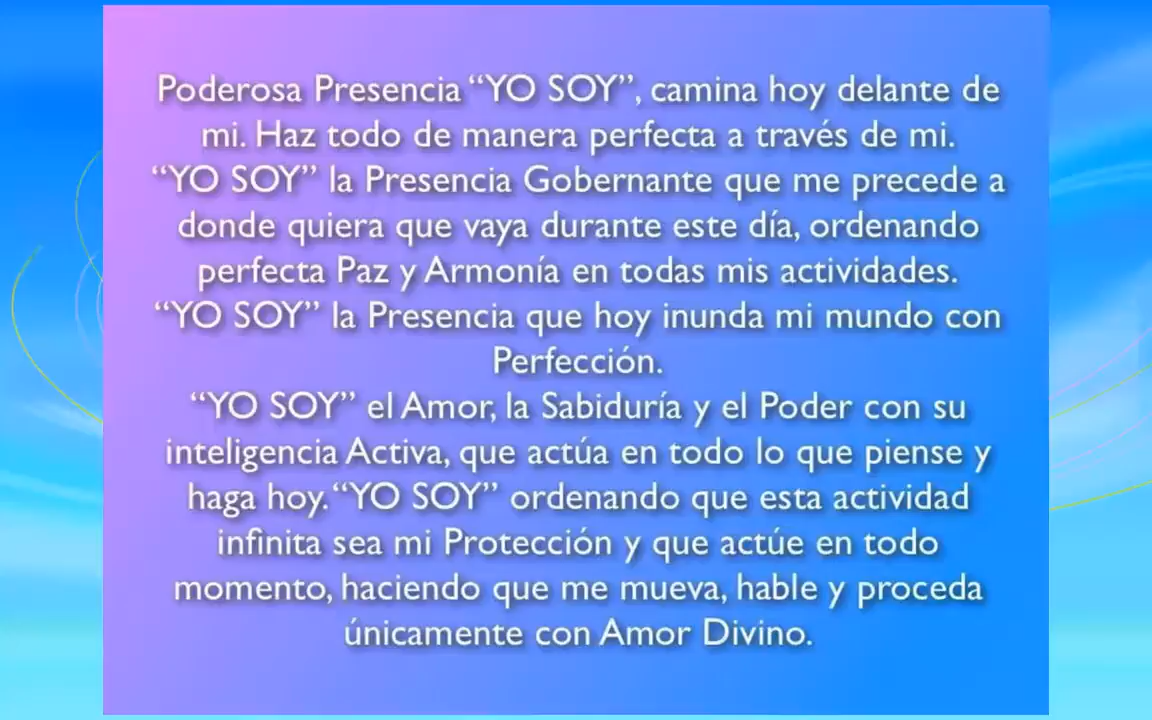 Poderosa Presencia “YO SOY”, camina hoy delante de
mi. Haz todo de manera perfecta a través de mi.
“YO SOY” la Presencia Gobernante que me precede a
donde quiera que vaya durante este día, ordenando
perfecta Paz y Armonía en todas mis actividades.
“YO SOY” la Presencia que hoy inunda mi mundo con
Perfección.
“YO SOY” el Amor, la Sabiduría y el Poder con su
inteligencia Activa, que actúa en todo lo que piense y
haga hoy. “YO SOY” ordenando que esta actividad
infinita sea mi Protección y que actúe en todo
momento, haciendo que me mueva, hable y proceda
únicamente con Amor Divino.